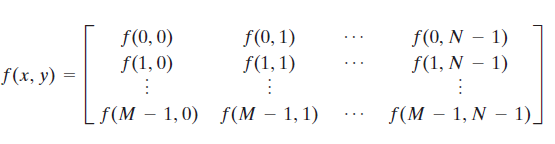 f(0, 0) f(0, 1) ⋯ f(0, N − 1)
f(x, y) = f(1, 0) f(1, 1) ⋯ f(1, N − 1)
⋮ ⋮ ⋮
f(M − 1, 0) f(M − 1, 1) ⋯ f(M − 1, N − 1)